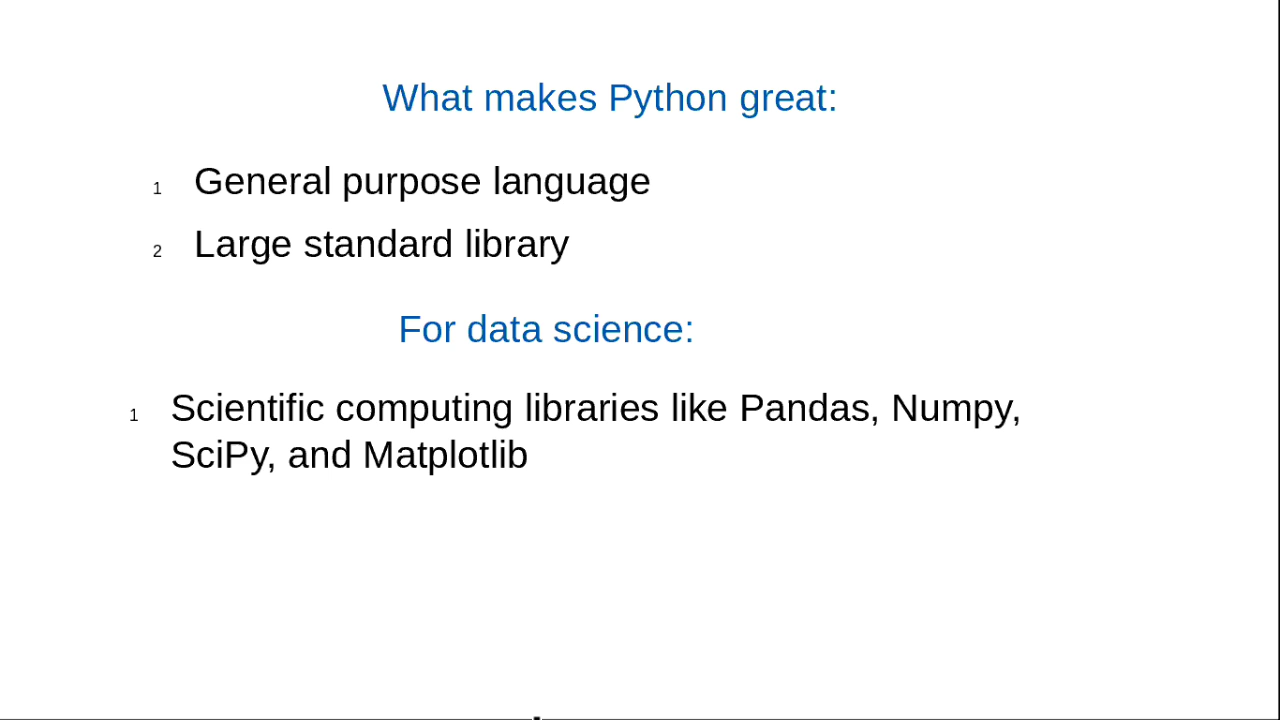 What makes Python great:
1 General purpose language
2 Large standard library
For data science:
1 Scientific computing libraries like Pandas, Numpy,
SciPy, and Matplotlib